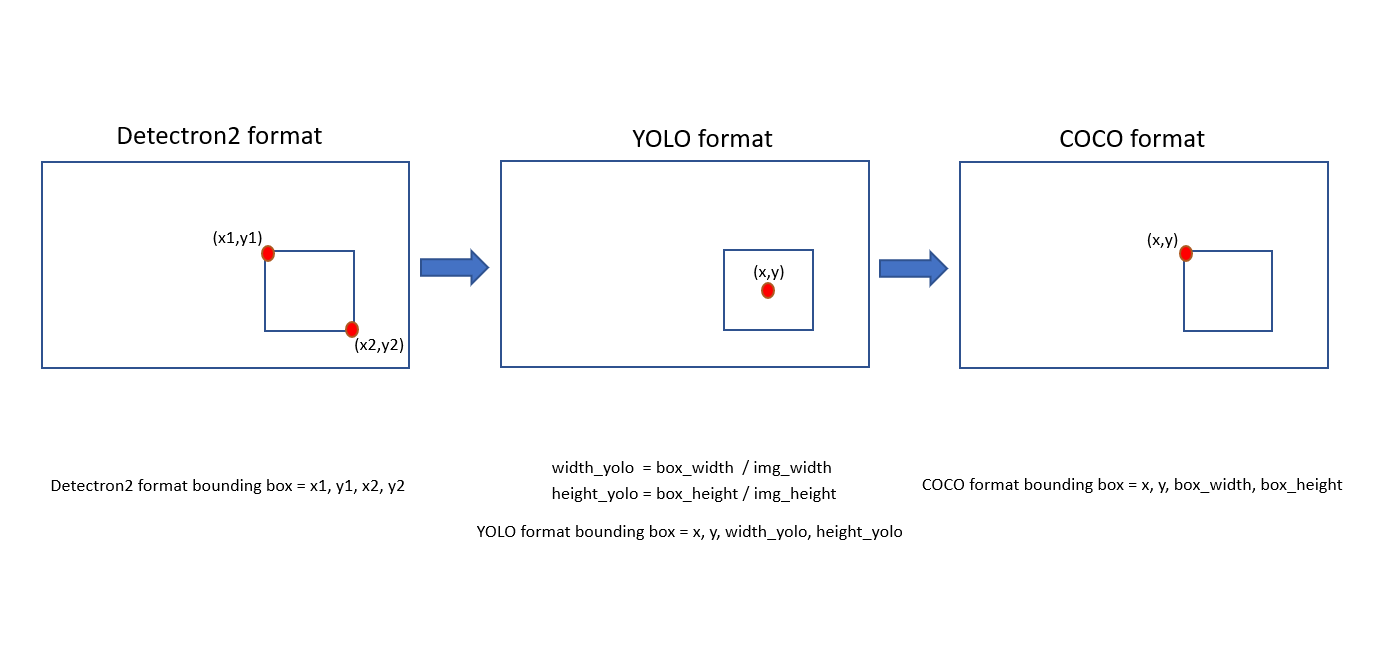 Detectron2 format
(x1,y1)
(x2,y2)
Detectron2 format bounding box = x1, y1, x2, y2
YOLO format
(x,y)
width_yolo = box_width / img_width
height_yolo = box_height / img_height
YOLO format bounding box = x, y, width_yolo, height_yolo
COCO format
(x,y)
COCO format bounding box = x, y, box_width, box_height